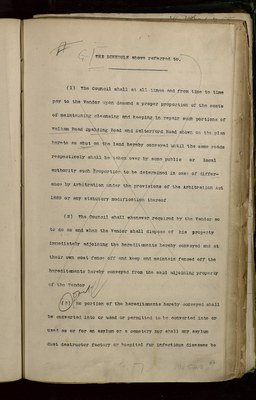 THE SCHEDULE above referred to.
(1) The Council shall at all times and from time to time
pay to the Vendor upon demand a proper proportion of the costs
of maintaining cleansing and keeping in repair such portions of
Road Spalding Road and Road shown on the plan
hereto as abut on the land hereby conveyed until the same roads
respectively shall be taken over by some public or local
authority such proportion to be determined in case of differ-
ence by arbitration under the provisions of the Arbitration Act
1889 or any statutory modification thereof
(2) The Council shall whenever required by the Vendor so
to do as and when the Vendor shall dispose of the property
immediately adjoining the hereditaments hereby conveyed and at
their own cost fence off and keep and maintain fenced off the
hereditaments hereby conveyed from the said adjoining property
of the Vendor
(3) No portion of the hereditaments hereby conveyed shall
be converted into or used or permitted to be converted into or
used as or for an asylum or a cemetery nor shall any asylum
dust destructor factory or hospital for infectious diseases be